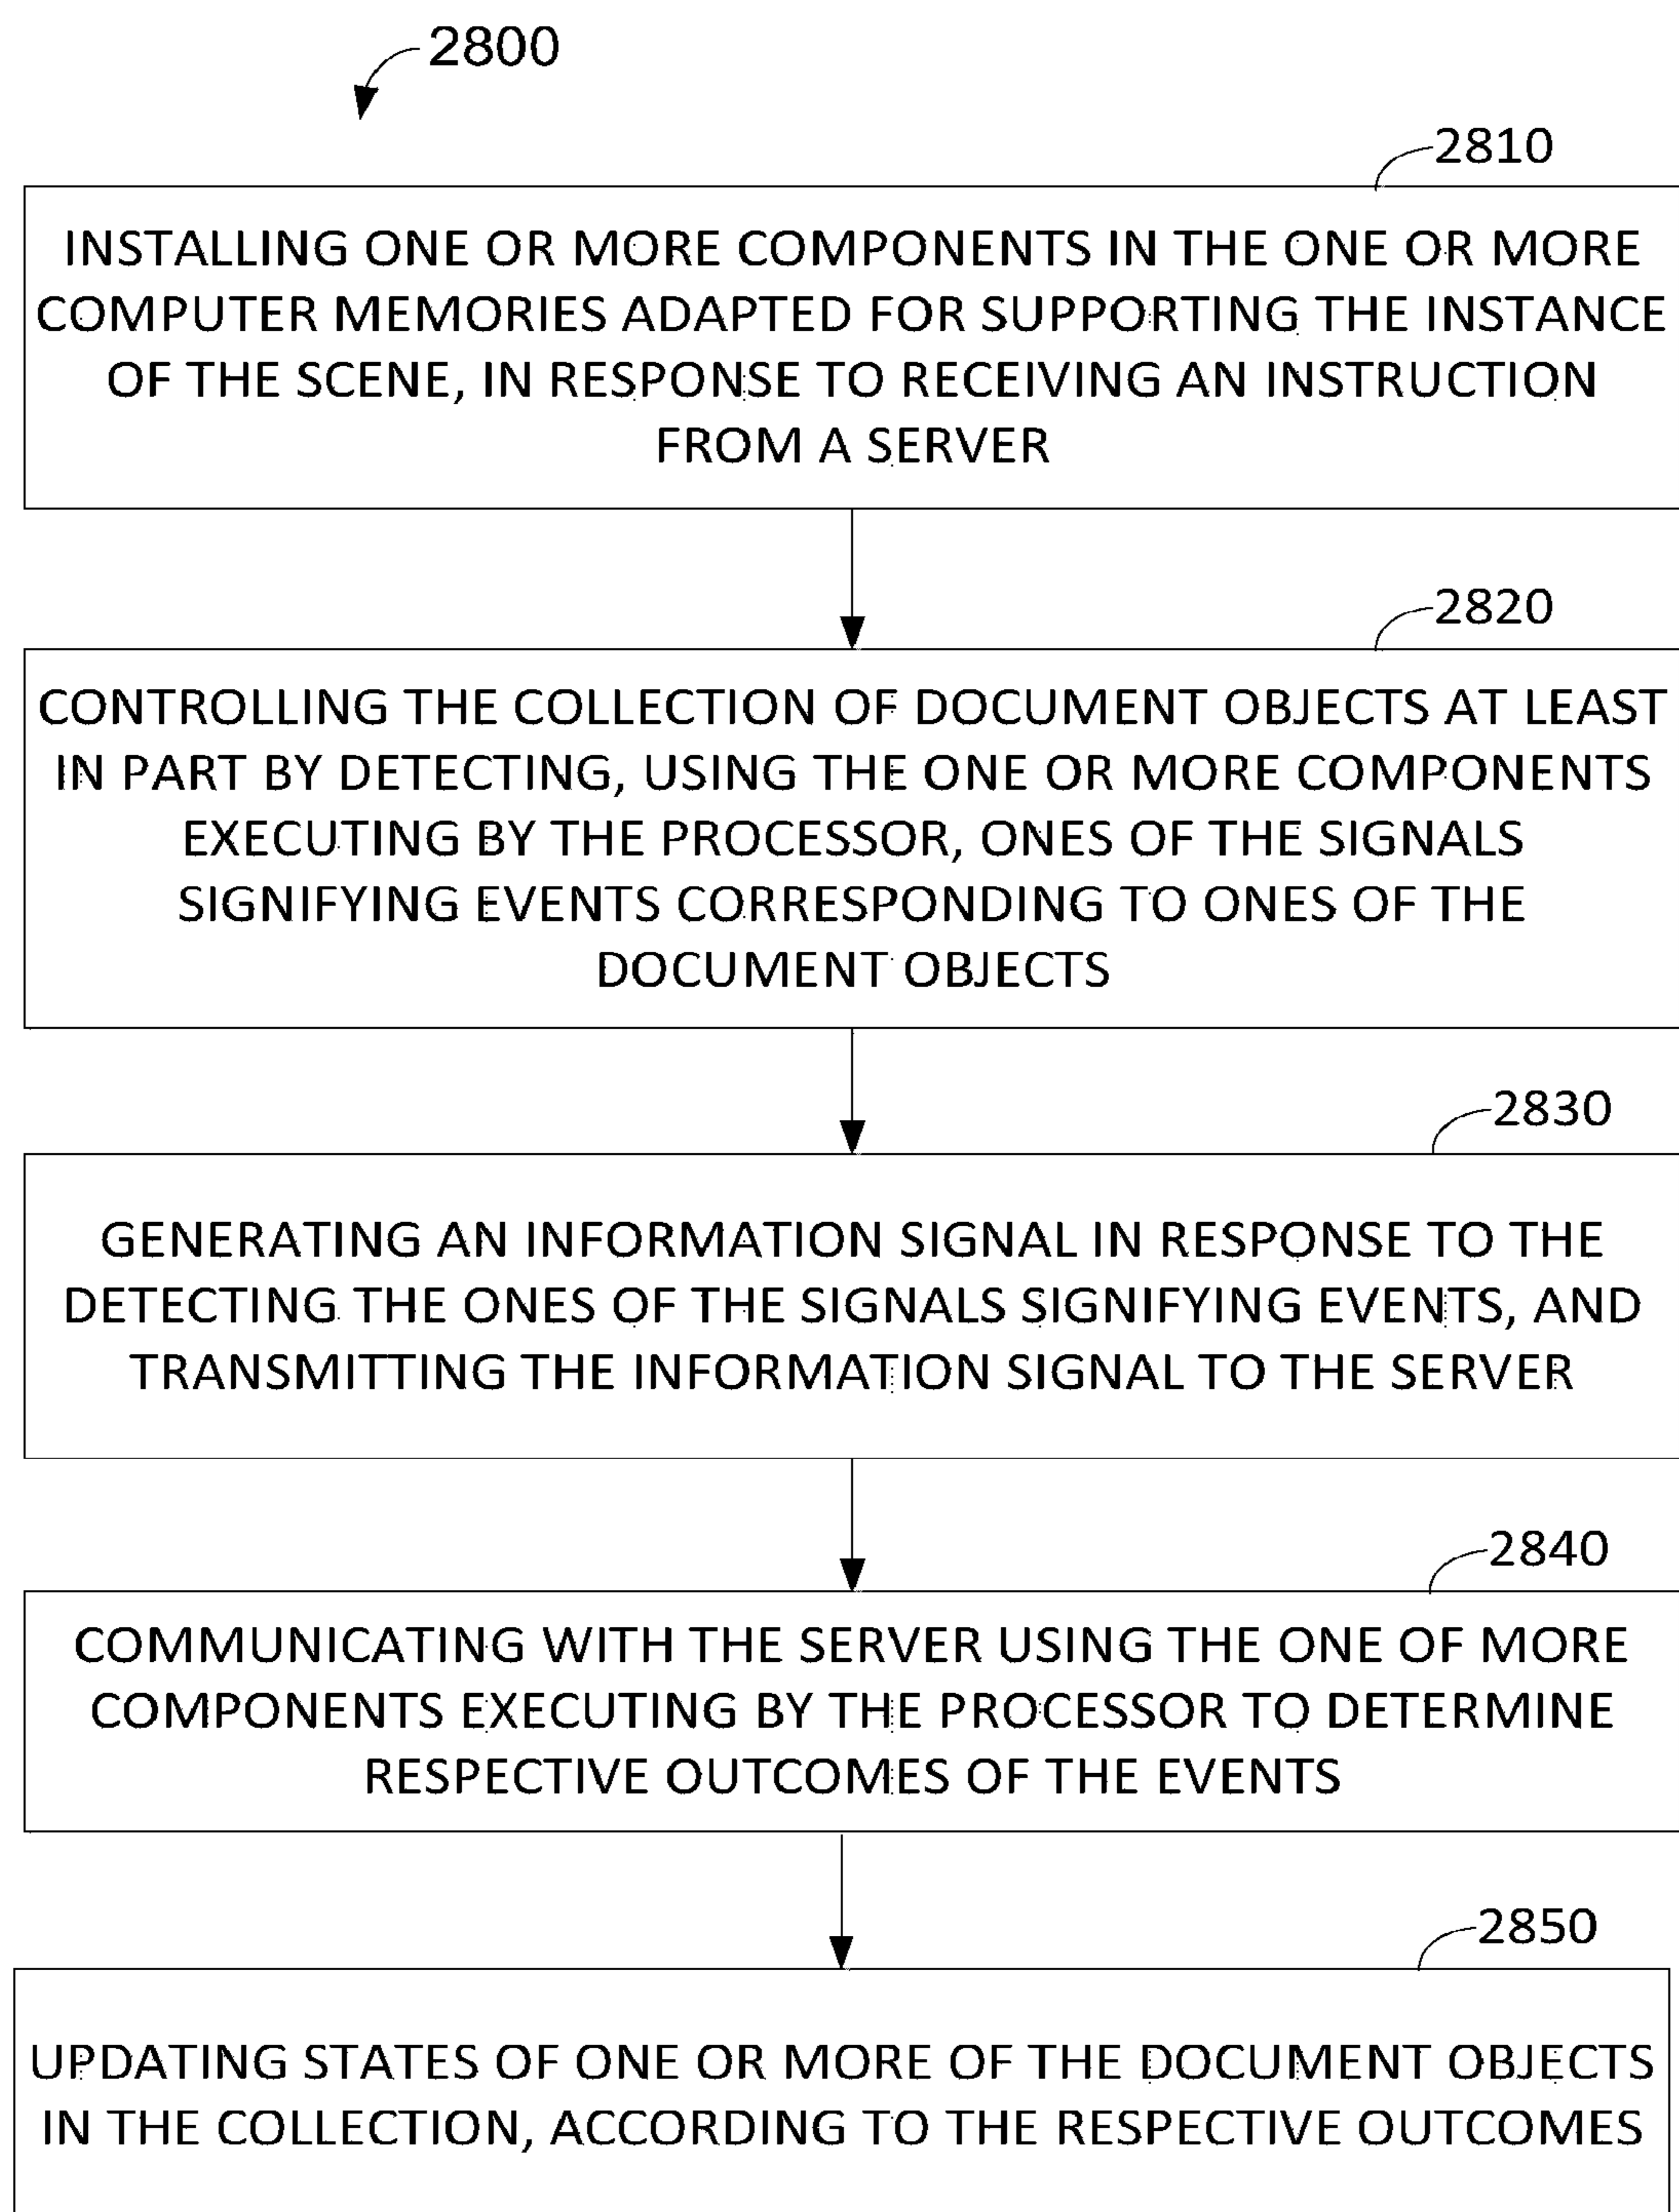 2800
2810
INSTALLING ONE OR MORE COMPONENTS IN THE ONE OR MORE
COMPUTER MEMORIES ADAPTED FOR SUPPORTING THE INSTANCE
OF THE SCENE, IN RESPONSE TO RECEIVING AN INSTRUCTION
FROM A SERVER
2820
CONTROLLING THE COLLECTION OF DOCUMENT OBJECTS AT LEAST
IN PART BY DETECTING, USING THE ONE OR MORE COMPONENTS
EXECUTING BY THE PROCESSOR, ONES OF THE SIGNALS
SIGNIFYING EVENTS CORRESPONDING TO ONES OF THE
DOCUMENT OBJECTS
2830
GENERATING AN INFORMATION SIGNAL IN RESPONSE TO THE
DETECTING THE ONES OF THE SIGNALS SIGNIFYING EVENTS, AND
TRANSMITTING THE INFORMATION SIGNAL TO THE SERVER
2840
COMMUNICATING WITH THE SERVER USING THE ONE OF MORE
COMPONENTS EXECUTING BY THE PROCESSOR TO DETERMINE
RESPECTIVE OUTCOMES OF THE EVENTS
2850
UPDATING STATES OF ONE OR MORE OF THE DOCUMENT OBJECTS
IN THE COLLECTION, ACCORDING TO THE RESPECTIVE OUTCOMES